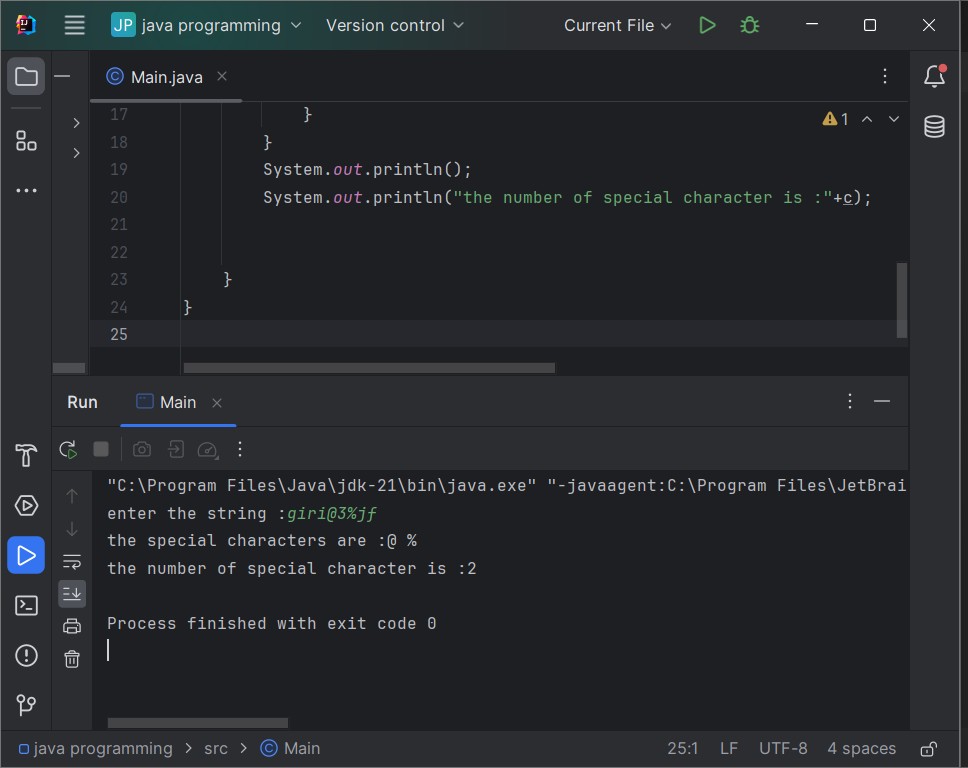 JP java programming Version control Current File
Main.java
17 }
18 }
19 System.out.println();
20 System.out.println("the number of special character is :"+c);
21
22
23 }
24 }
25
1
Run Main
"C:\Program Files\Java\jdk-21\bin\java.exe" "-javaagent:C:\Program Files\JetBrai
enter the string :giri@3%jf
the special characters are :@ %
the number of special character is :2
Process finished with exit code 0
java programming > src > Main 25:1 LF UTF-8 4 spaces